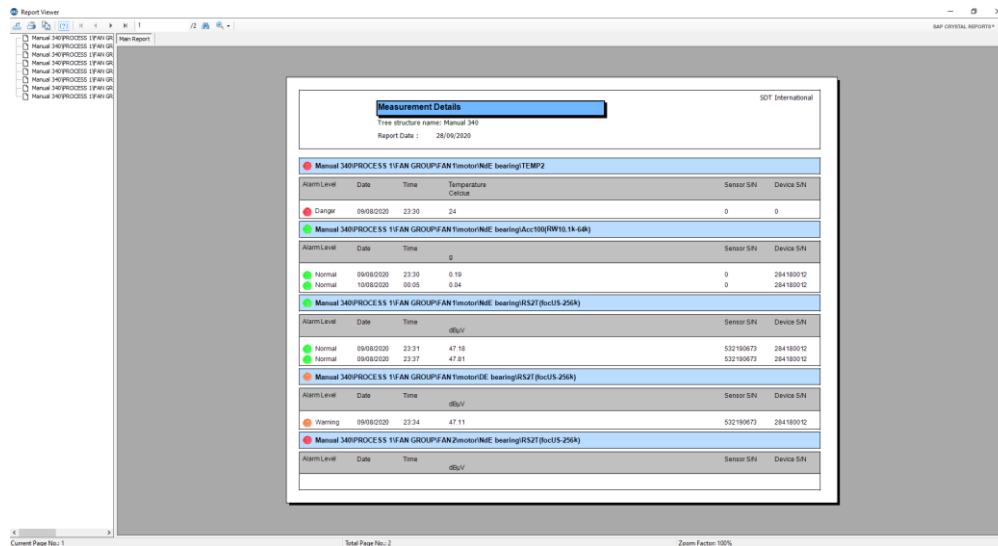 Report Viewer
1 /2
SAP CRYSTAL REPORTS®
Manual 340\PROCESS 1\FAN GR
Manual 340\PROCESS 1\FAN GR
Manual 340\PROCESS 1\FAN GR
Manual 340\PROCESS 1\FAN GR
Manual 340\PROCESS 1\FAN GR
Manual 340\PROCESS 1\FAN GR
Manual 340\PROCESS 1\FAN GR
Manual 340\PROCESS 1\FAN GR
Main Report
SDT International
Measurement Details
Tree structure name: Manual 340
Report Date : 28/09/2020
Manual 340\PROCESS 1\FAN GROUP\FAN1\motor\NdE bearing\TEMP2
Alarm Level Date Time Temperature Sensor S/N Device S/N
Celcius
Danger 09/08/2020 23:30 24 0 0
Manual 340\PROCESS 1\FAN GROUP\FAN1\motor\NdE bearing\Acc100(RW10.1k-64k)
Alarm Level Date Time Sensor S/N Device S/N
g
Normal 09/08/2020 23:30 0.19 0 284180012
Normal 10/08/2020 00:05 0.04 0 284180012
Manual 340\PROCESS 1\FAN GROUP\FAN1\motor\NdE bearing\RS2T(focUS-256k)
Alarm Level Date Time Sensor S/N Device S/N
dBµV
Normal 09/08/2020 23:31 47.18 532190673 284180012
Normal 09/08/2020 23:37 47.81 532190673 284180012
Manual 340\PROCESS 1\FAN GROUP\FAN1\motor\DE bearing\RS2T(focUS-256k)
Alarm Level Date Time Sensor S/N Device S/N
dBµV
Warning 09/08/2020 23:34 47.11 532190673 284180012
Manual 340\PROCESS 1\FAN GROUP\FAN2\motor\NdE bearing\RS2T(focUS-256k)
Alarm Level Date Time Sensor S/N Device S/N
dBµV
Current Page No.: 1 Total Page No.: 2 Zoom Factor: 100%